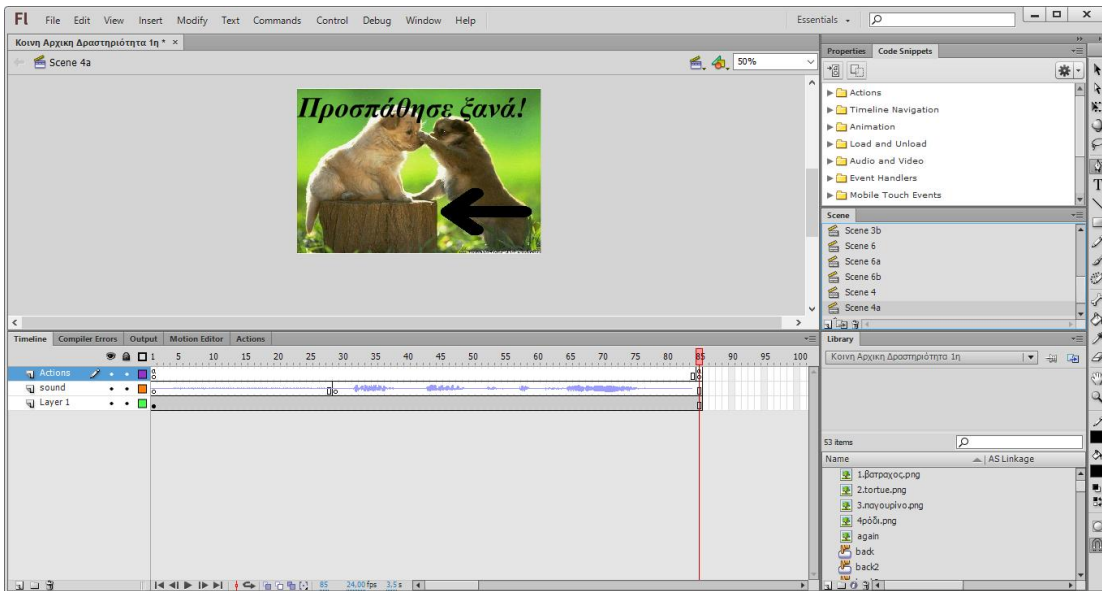 Fl File Edit View Insert Modify Text Commands Control Debug Window Help Essentials
Κοινη Αρχικη Δραστηριότητα 1η* ×
Scene 4a 50%
Προσπάθησε ξανά!
Properties Code Snippets
Actions
Timeline Navigation
Animation
Load and Unload
Audio and Video
Event Handlers
Mobile Touch Events
Scene
Scene 3b
Scene 6
Scene 6a
Scene 6b
Scene 4
Scene 4a
Timeline Compiler Errors Output Motion Editor Actions
1 5 10 15 20 25 30 35 40 45 50 55 60 65 70 75 80 85 90 95 100
Actions
sound
Layer 1
85 24.00 fps 3.5 s
Library
Κοινη Αρχικη Δραστηριότητα 1η
53 items
Name AS Linkage
1.βατραχος.png
2.tortue.png
3.παγουρίνο.png
4ρόδι.png
again
back
back2